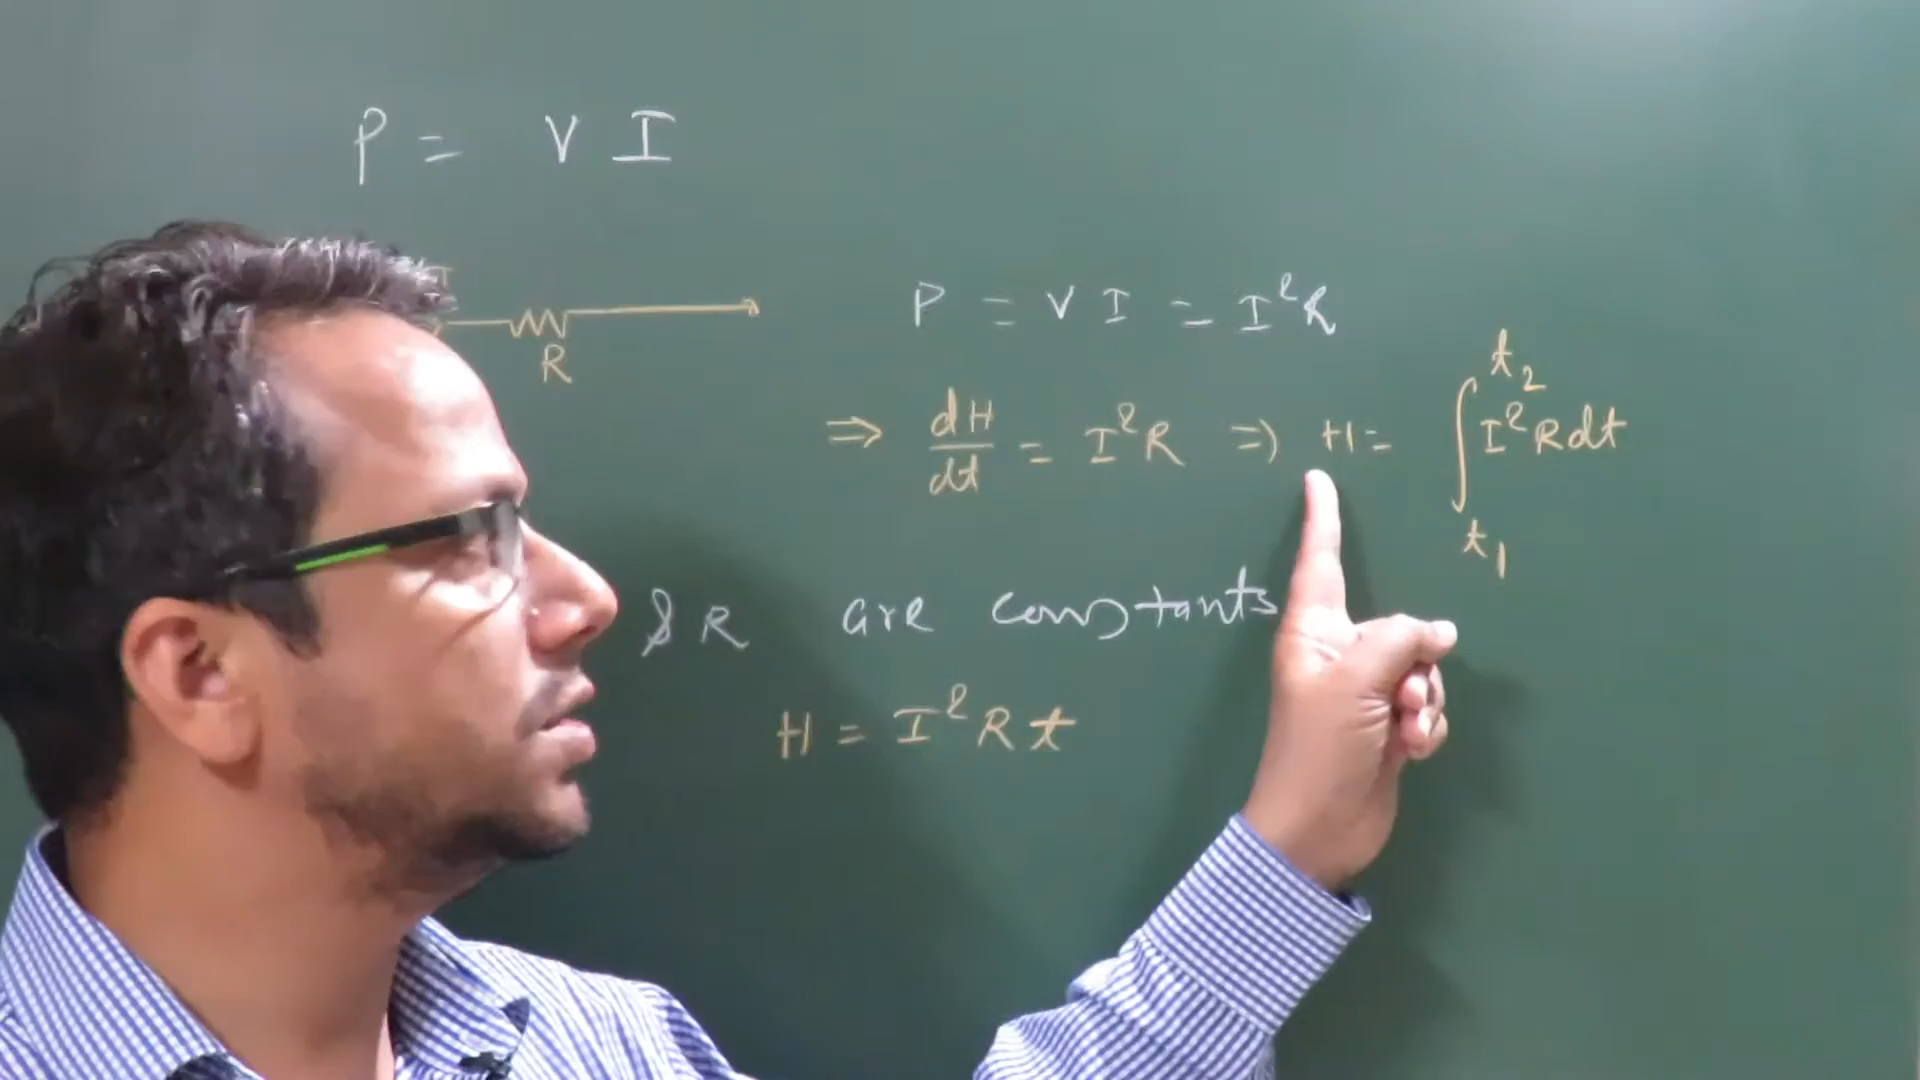 P = V I
R
P = V I = I²R
⇒ dH/dt = I²R ⇒ H = ∫_{t₁}^{t₂} I²R dt
& R are constants
H = I²R t